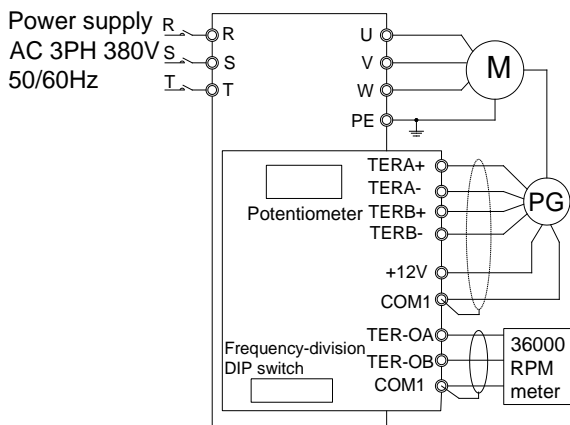 Power supply
AC 3PH 380V
50/60Hz
R
S
T
R
S
T
U
V
W
PE
M
TERA+
TERA-
TERB+
TERB-
+12V
COM1
PG
Potentiometer
TER-OA
TER-OB
COM1
Frequency-division
DIP switch
36000
RPM
meter